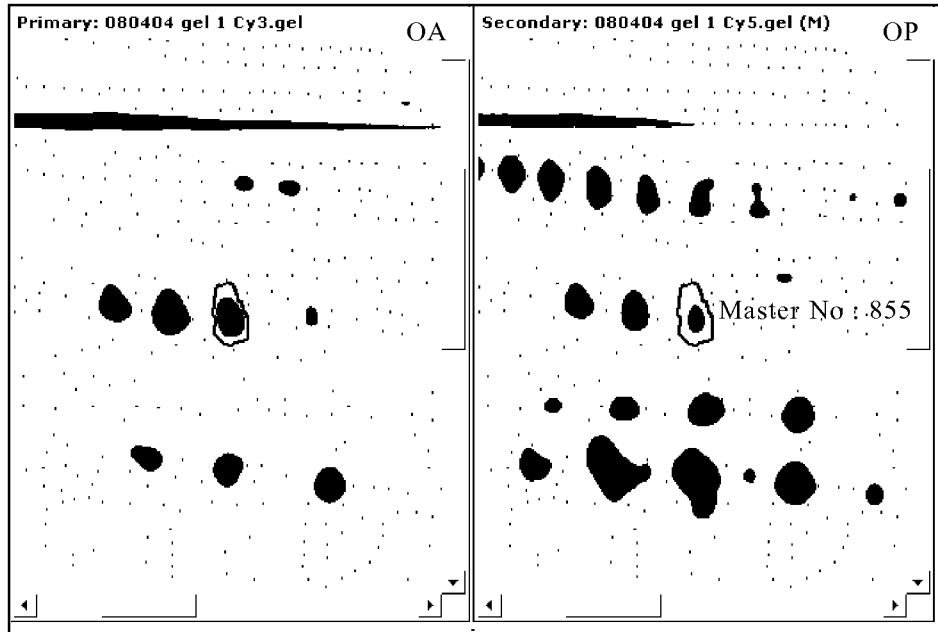 Primary: 080404 gel 1 Cy3.gel
OA
Secondary: 080404 gel 1 Cy5.gel (M)
OP
Master No : 855